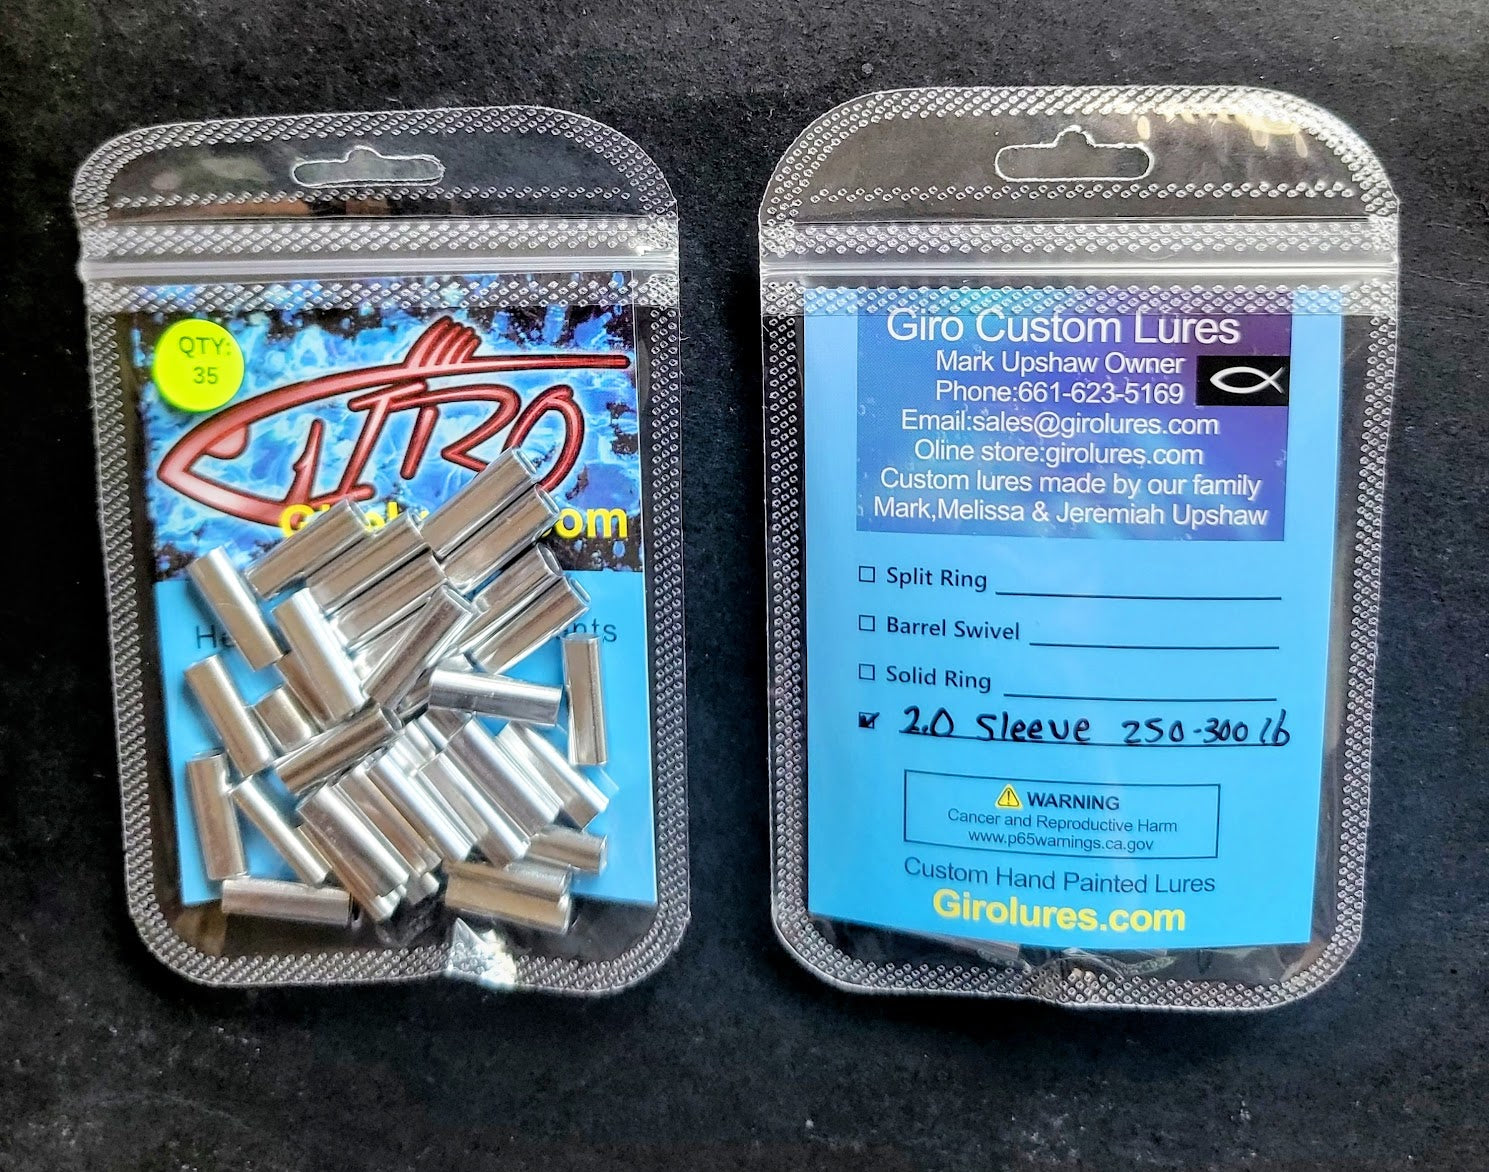 QTY:
35
GIRO
Giro Custom Lures
Mark Upshaw Owner
Phone:661-623-5169
Email:sales@girolures.com
Oline store:girolures.com
Custom lures made by our family
Mark,Melissa & Jeremiah Upshaw
Split Ring
Barrel Swivel
Solid Ring
2.0 Sleeve 250-300 lb
WARNING
Cancer and Reproductive Harm
www.p65warnings.ca.gov
Custom Hand Painted Lures
Girolures.com